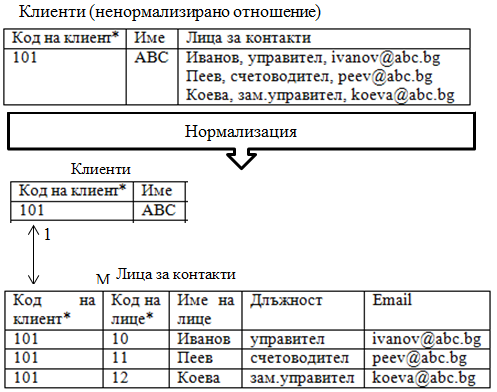 Клиенти (ненормализирано отношение)
Код на клиент* Име Лица за контакти
101 ABC Иванов, управител, ivanov@abc.bg
Пеев, счетоводител, peev@abc.bg
Коева, зам.управител, koeva@abc.bg
Нормализация
Клиенти
Код на клиент* Име
101 ABC
1
M Лица за контакти
Код на клиент* Код на лице* Име на лице Длъжност Email
101 10 Иванов управител ivanov@abc.bg
101 11 Пеев счетоводител peev@abc.bg
101 12 Коева зам.управител koeva@abc.bg